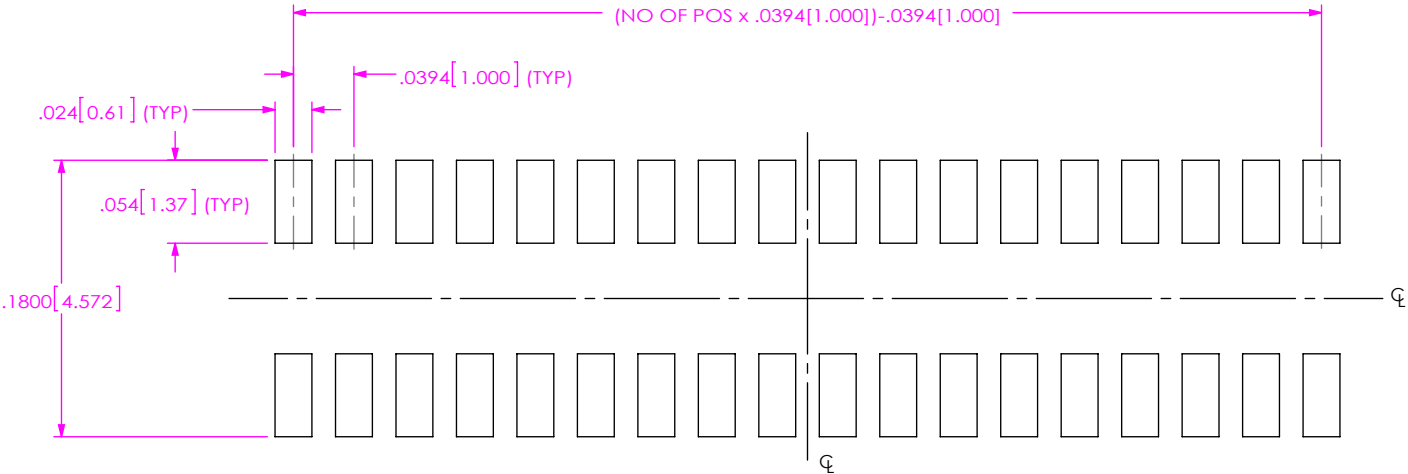 (NO OF POS x .0394[1.000])-.0394[1.000]
.0394[1.000] (TYP)
.024[0.61] (TYP)
.054[1.37] (TYP)
.1800[4.572]
℄
℄